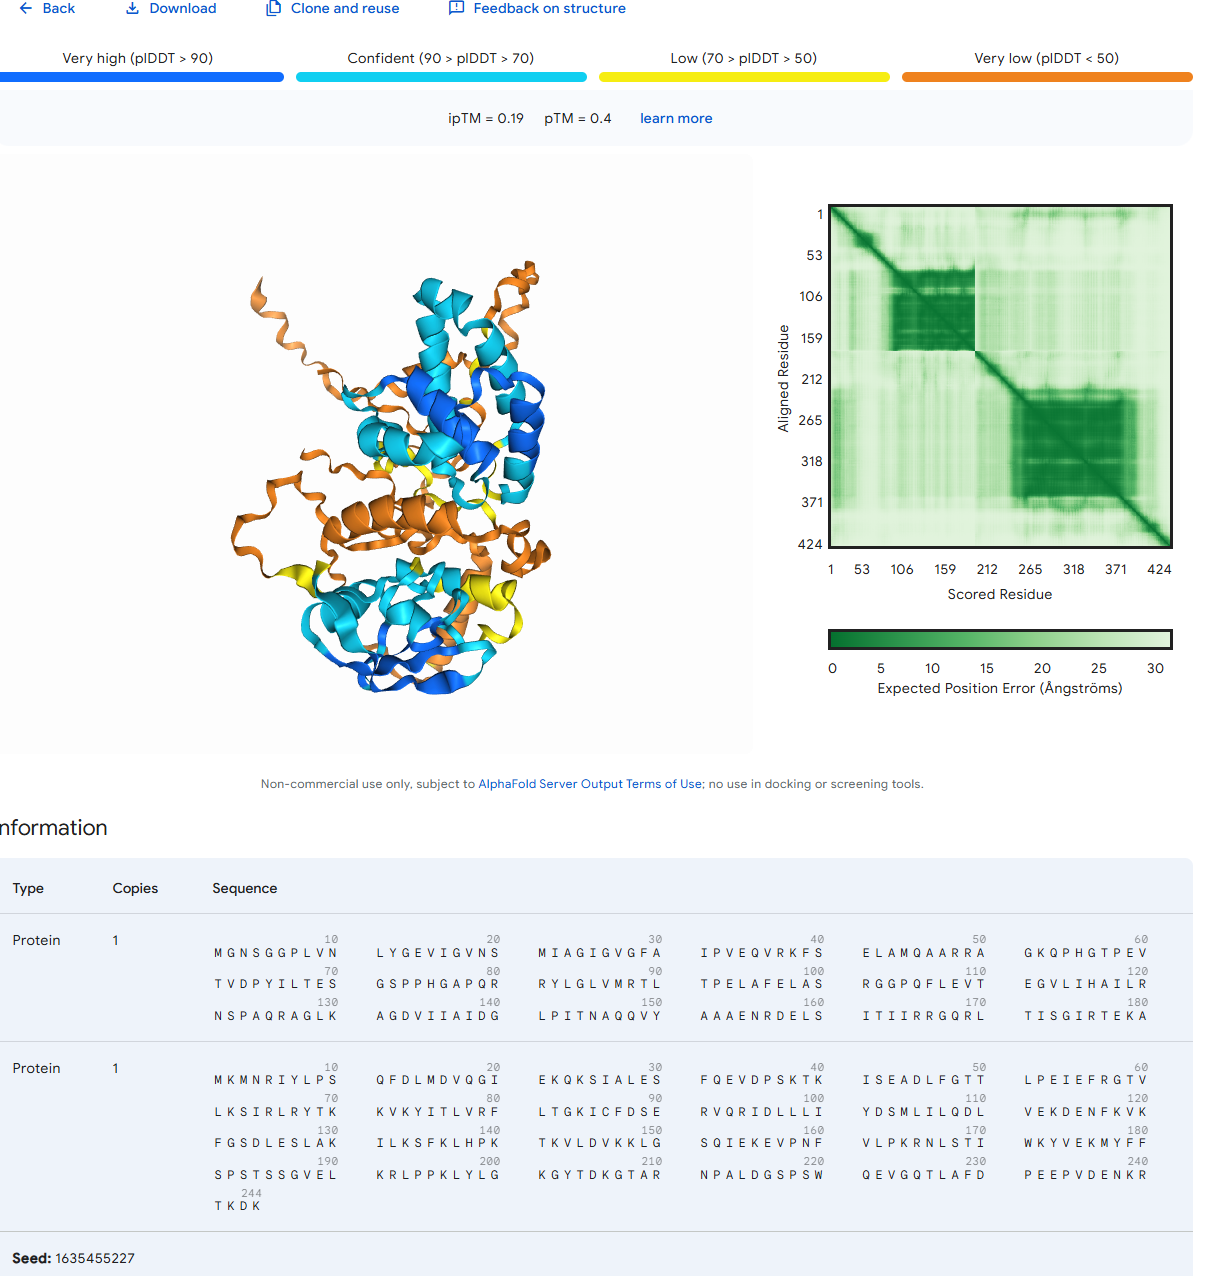 Back Download Clone and reuse Feedback on structure
Very high (plDDT > 90) Confident (90 > plDDT > 70) Low (70 > plDDT > 50) Very low (plDDT < 50)
ipTM = 0.19 pTM = 0.4 learn more
1
53
106
159
212
265
318
371
424
Aligned Residue
1 53 106 159 212 265 318 371 424
Scored Residue
0 5 10 15 20 25 30
Expected Position Error (Ångströms)
Non-commercial use only, subject to AlphaFold Server Output Terms of Use; no use in docking or screening tools.
nformation
Type Copies Sequence
10 20 30 40 50 60
Protein 1 MGNSGGPLVN LYGEVIGVNS MIAGIGVGFA IPVEQVRKFS ELAMQAARRA GKQPHGTPEV
70 80 90 100 110 120
TVDPYILTES GSPPHGAPQR RYLGLVMRTL TPELAFELAS RGGPQFLEVT EGVLIHAILR
130 140 150 160 170 180
NSPAQRAGLK AGDVIIAIDG LPITNAQQVY AAAENRDELS ITIIRRGQRL TISGIRTEKA
10 20 30 40 50 60
Protein 1 MKMNRIYLPS QFDLMDVQGI EKQKSIALES FQEVDPSKTK ISEADLFGTT LPEIEFRGTV
70 80 90 100 110 120
LKSIRLRYTK KVKYITLVRF LTGKICFDSE RVQRIDLLLI YDSMLILQDL VEKDENFKVK
130 140 150 160 170 180
FGSDLESLAK ILKSFKLHPK TKVLDVKKLG SQIEKEVPNF VLPKRNLSTI WKYVEKMYFF
190 200 210 220 230 240
SPSTSSGVEL KRLPPKLYLG KGYTDKGTAR NPALDGSPSW QEVGQTLAFD PEEPVDENKR
244
TKDK
Seed: 1635455227